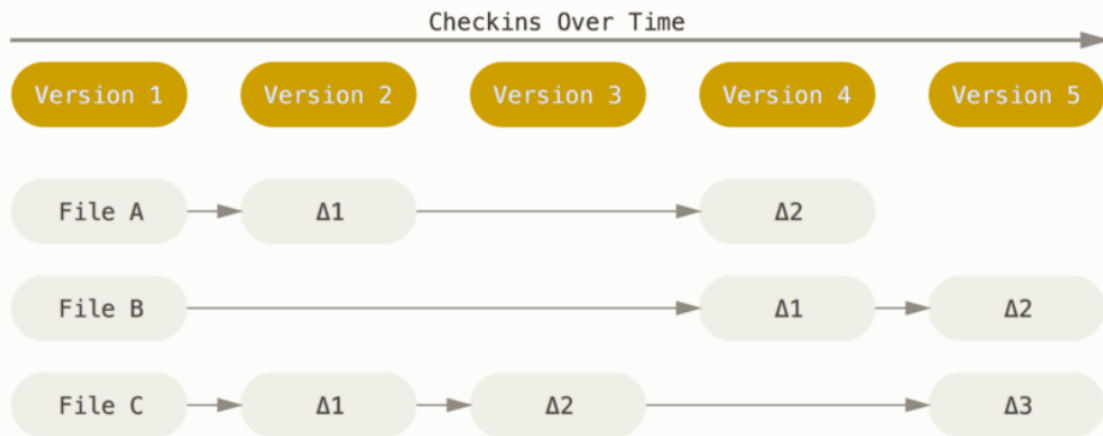 Checkins Over Time
Version 1 Version 2 Version 3 Version 4 Version 5
File A Δ1 Δ2
File B Δ1 Δ2
File C Δ1 Δ2 Δ3